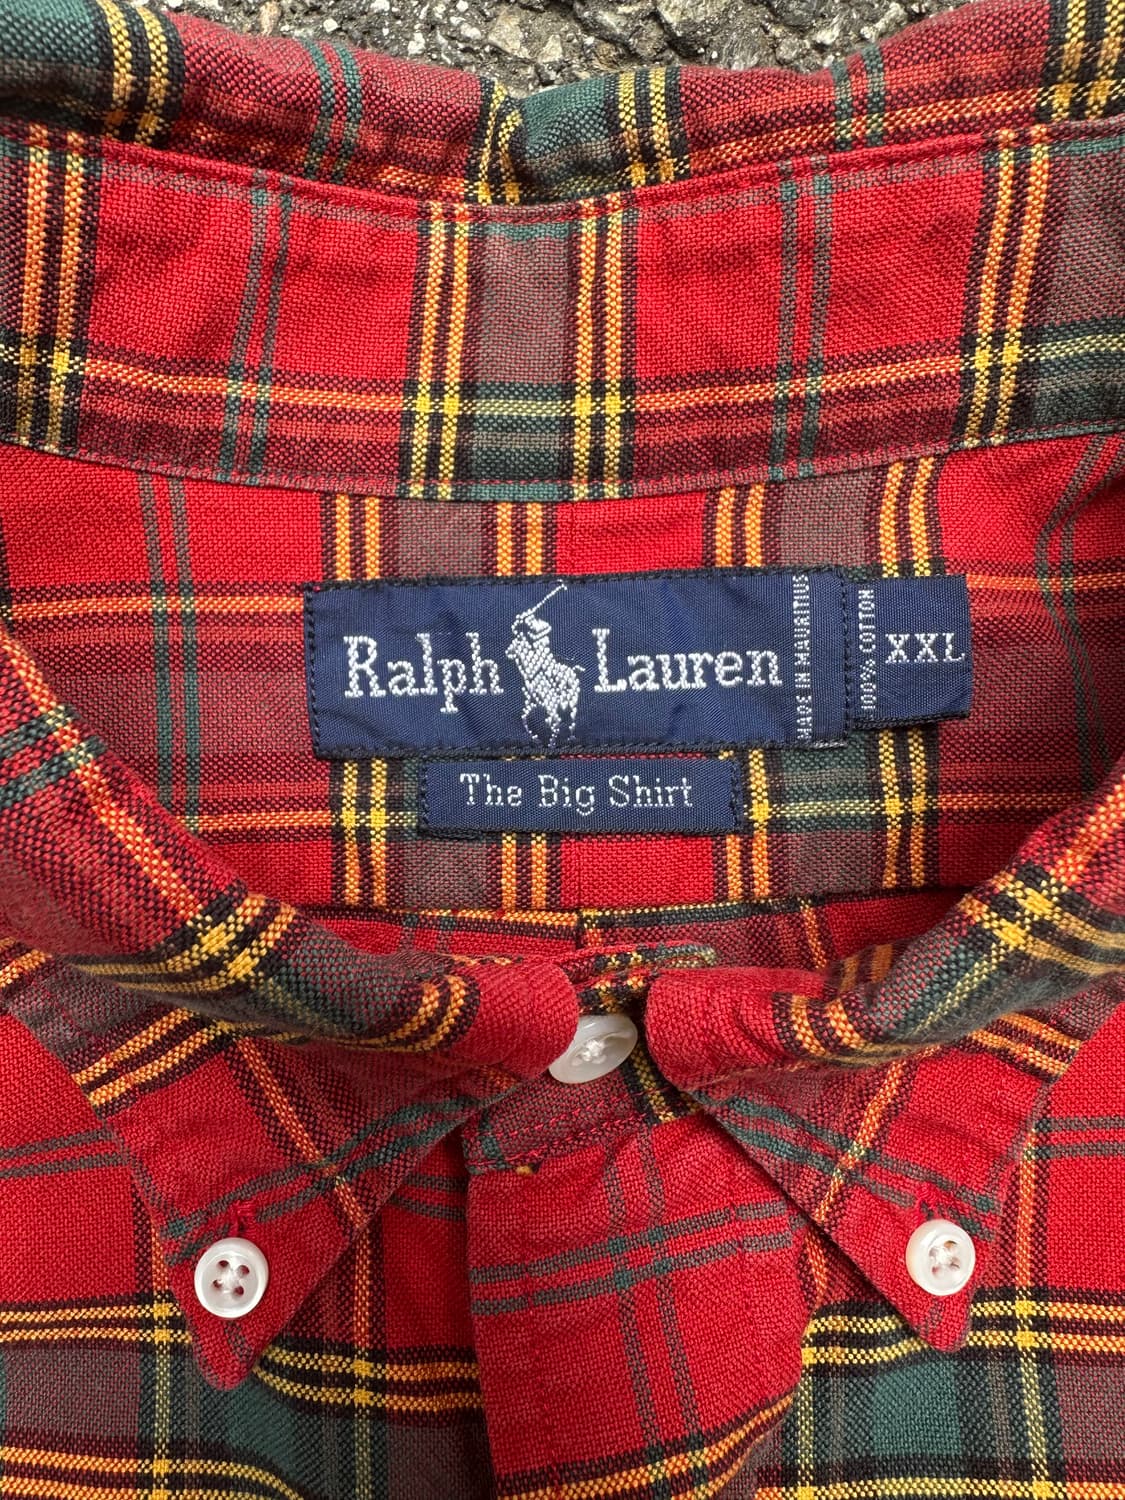 Ralph Lauren
MADE IN MAURITIUS
100% COTTON
XXL
The Big Shirt